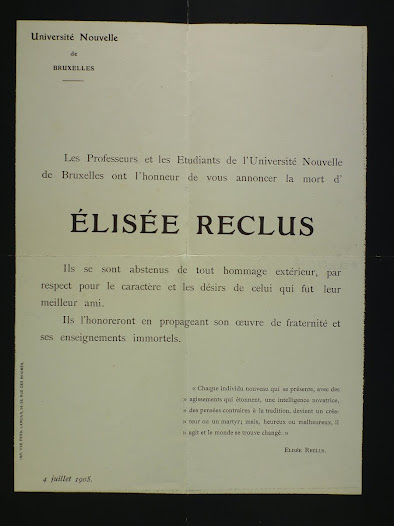 Université Nouvelle
de
BRUXELLES
Les Professeurs et les Etudiants de l'Université Nouvelle
de Bruxelles ont l'honneur de vous annoncer la mort d'
ÉLISÉE RECLUS
Ils se sont abstenus de tout hommage extérieur, par
respect pour le caractère et les désirs de celui qui fut leur
meilleur ami.
Ils l'honoreront en propageant son œuvre de fraternité et
ses enseignements immortels.
« Chaque individu nouveau qui se présente, avec des
» agissements qui étonnent, une intelligence novatrice,
» des pensées contraires à la tradition, devient un créa-
» teur ou un martyr; mais, heureux ou malheureux, il
» agit et le monde se trouve changé. »
ELISÉE RECLUS.
4 juillet 1905.